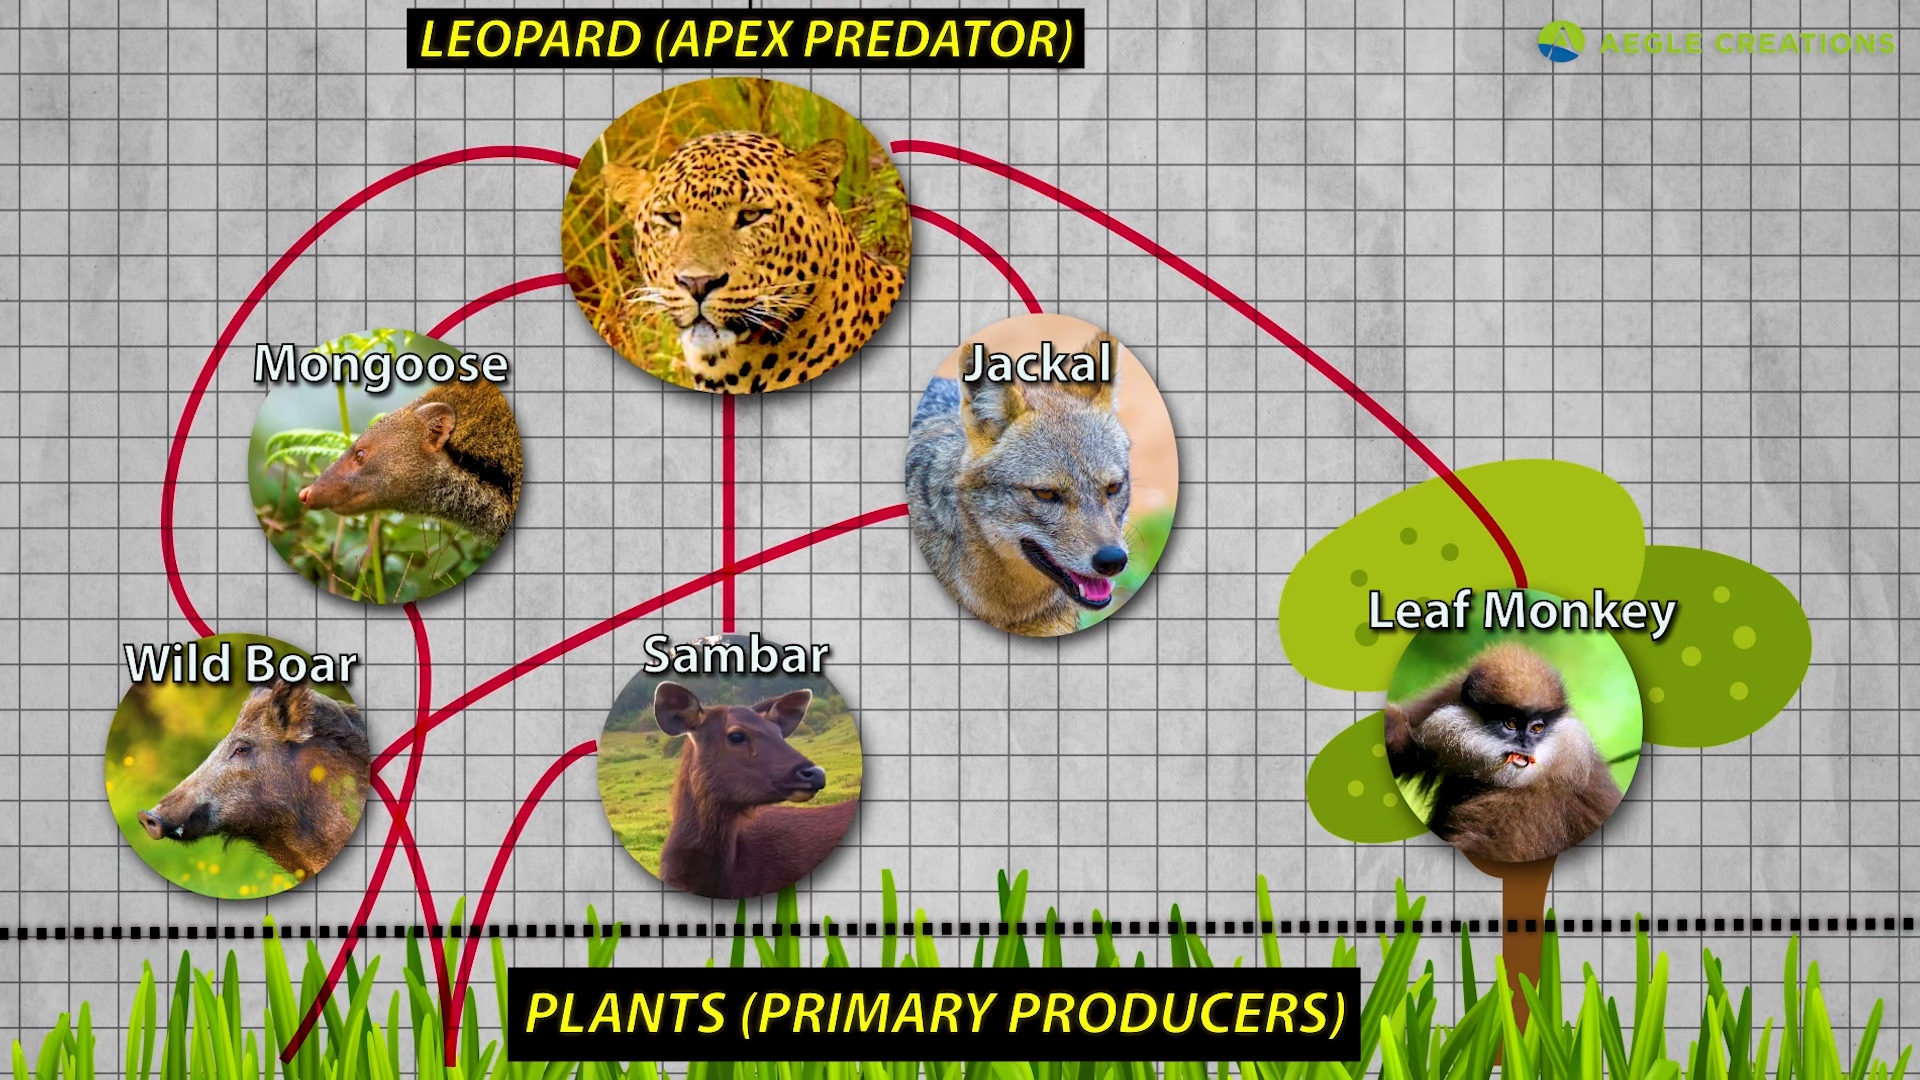 LEOPARD (APEX PREDATOR)
AEGLE CREATIONS
Mongoose
Jackal
Leaf Monkey
Wild Boar
Sambar
PLANTS (PRIMARY PRODUCERS)